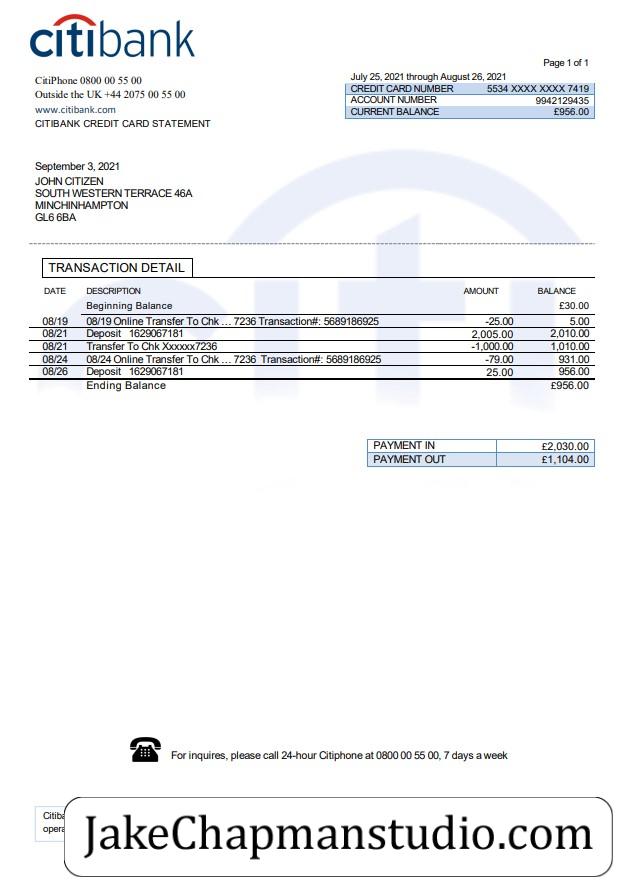 citibank
Page 1 of 1
CitiPhone 0800 00 55 00
Outside the UK +44 2075 00 55 00
www.citibank.com
CITIBANK CREDIT CARD STATEMENT
July 25, 2021 through August 26, 2021
CREDIT CARD NUMBER 5534 XXXX XXXX 7419
ACCOUNT NUMBER 9942129435
CURRENT BALANCE £956.00
September 3, 2021
JOHN CITIZEN
SOUTH WESTERN TERRACE 46A
MINCHINHAMPTON
GL6 6BA
TRANSACTION DETAIL
DATE DESCRIPTION AMOUNT BALANCE
Beginning Balance £30.00
08/19 08/19 Online Transfer To Chk ... 7236 Transaction#: 5689186925 -25.00 5.00
08/21 Deposit 1629067181 2,005.00 2,010.00
08/21 Transfer To Chk Xxxxxx7236 -1,000.00 1,010.00
08/24 08/24 Online Transfer To Chk ... 7236 Transaction#: 5689186925 -79.00 931.00
08/26 Deposit 1629067181 25.00 956.00
Ending Balance £956.00
PAYMENT IN £2,030.00
PAYMENT OUT £1,104.00
For inquires, please call 24-hour Citiphone at 0800 00 55 00, 7 days a week
JakeChapmanstudio.com